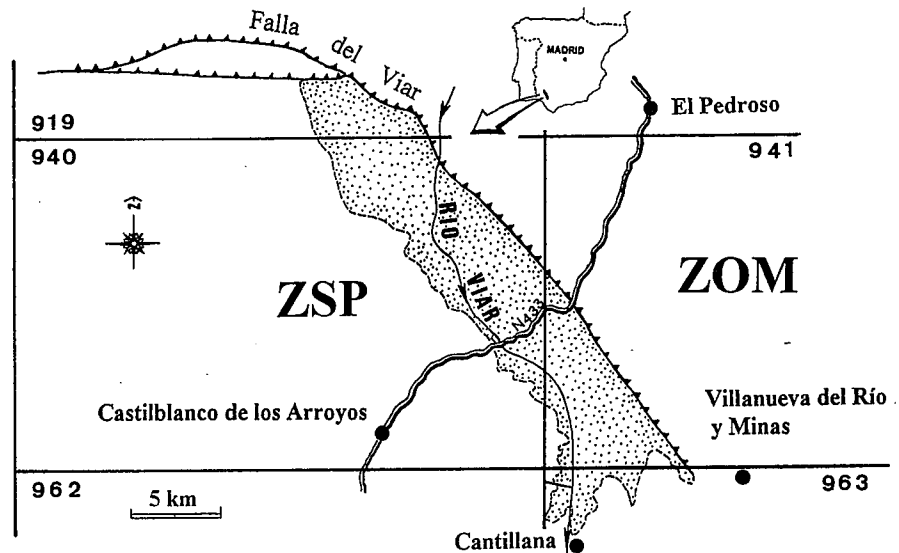 Falla
del
Viar
MADRID
El Pedroso
919
940
941
RÍO
VIAR
ZSP
ZOM
Castilblanco de los Arroyos
Villanueva del Río
y Minas
962
963
5 km
Cantillana